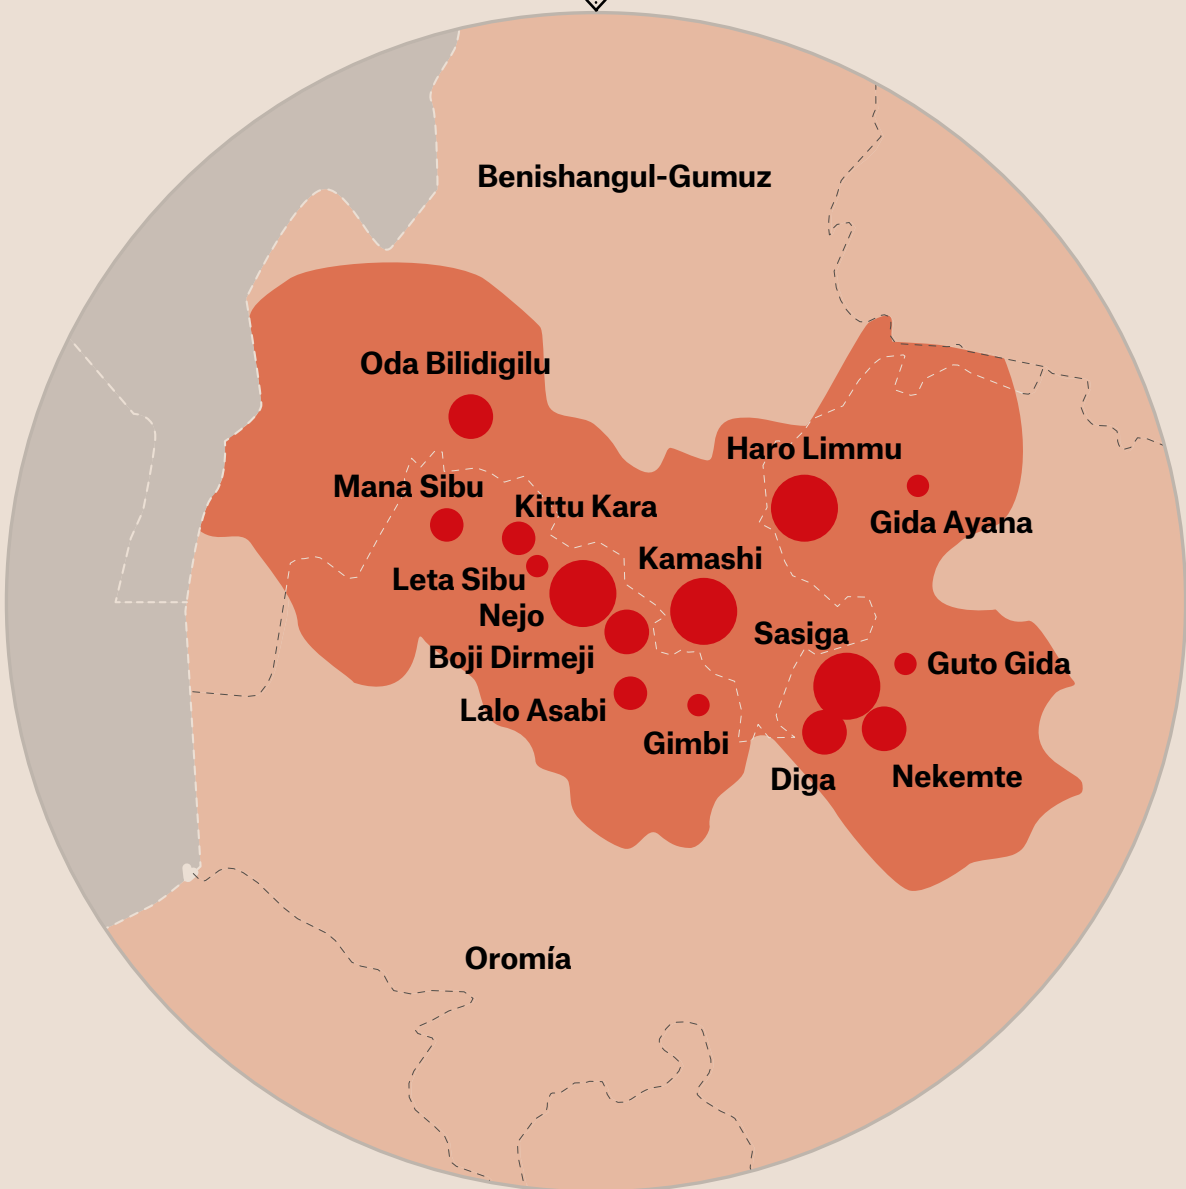 Benishangul-Gumuz
Oda Bilidigilu
Haro Limmu
Mana Sibu
Kittu Kara
Gida Ayana
Kamashi
Leta Sibu
Nejo
Sasiga
Boji Dirmeji
Guto Gida
Lalo Asabi
Gimbi
Diga
Nekemte
Oromía